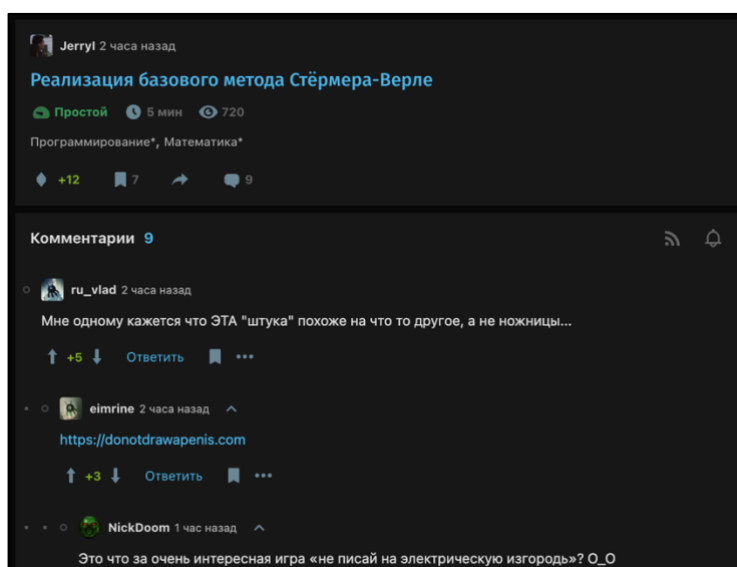 Jerryl 2 часа назад
Реализация базового метода Стёрмера-Верле
Простой 5 мин 720
Программирование*, Математика*
+12 7 9
Комментарии 9
ru_vlad 2 часа назад
Мне одному кажется что ЭТА "штука" похоже на что то другое, а не ножницы...
+5 Ответить
eimrine 2 часа назад
https://donotdrawapenis.com
+3 Ответить
NickDoom 1 час назад
Это что за очень интересная игра «не писай на электрическую изгородь»? O_O